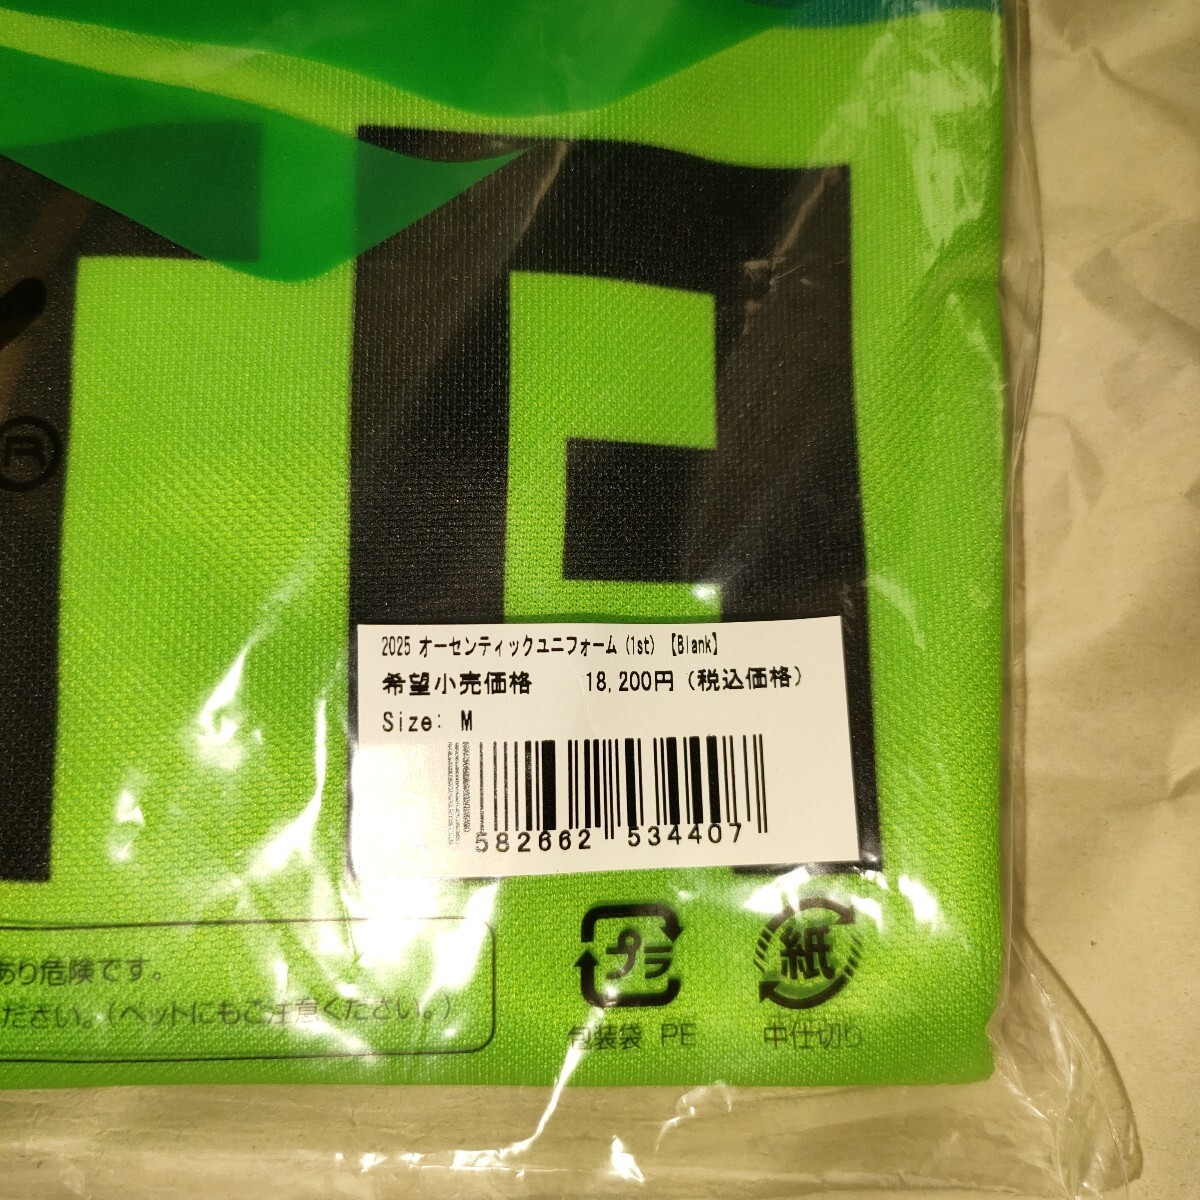 ®
2025 オーセンティックユニフォーム (1st) 【Blank】
希望小売価格 18,200円 (税込価格)
Size: M
582662 534407
あり危険です。
ださい。(ペットにもご注意ください。)
プラ
紙
包装袋 PE
中仕切り